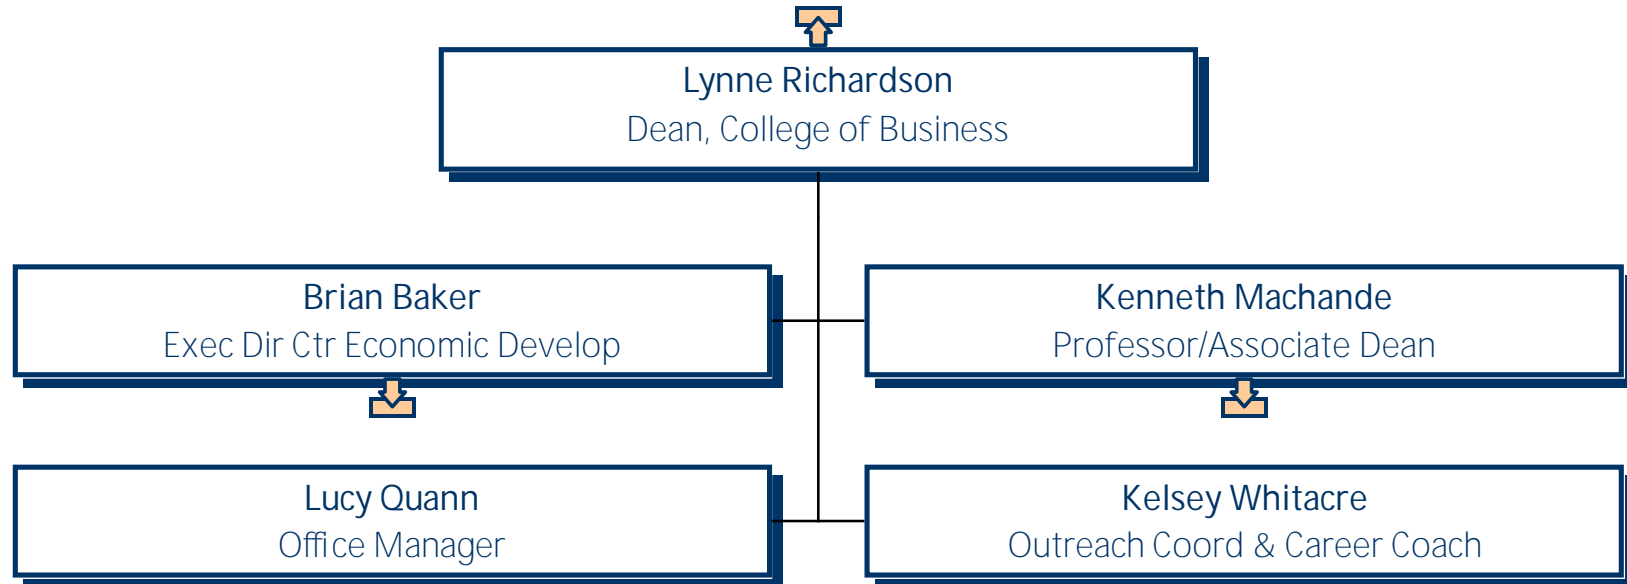 Lynne Richardson
Dean, College of Business
Brian Baker
Exec Dir Ctr Economic Develop
Kenneth Machande
Professor/Associate Dean
Lucy Quann
Office Manager
Kelsey Whitacre
Outreach Coord & Career Coach